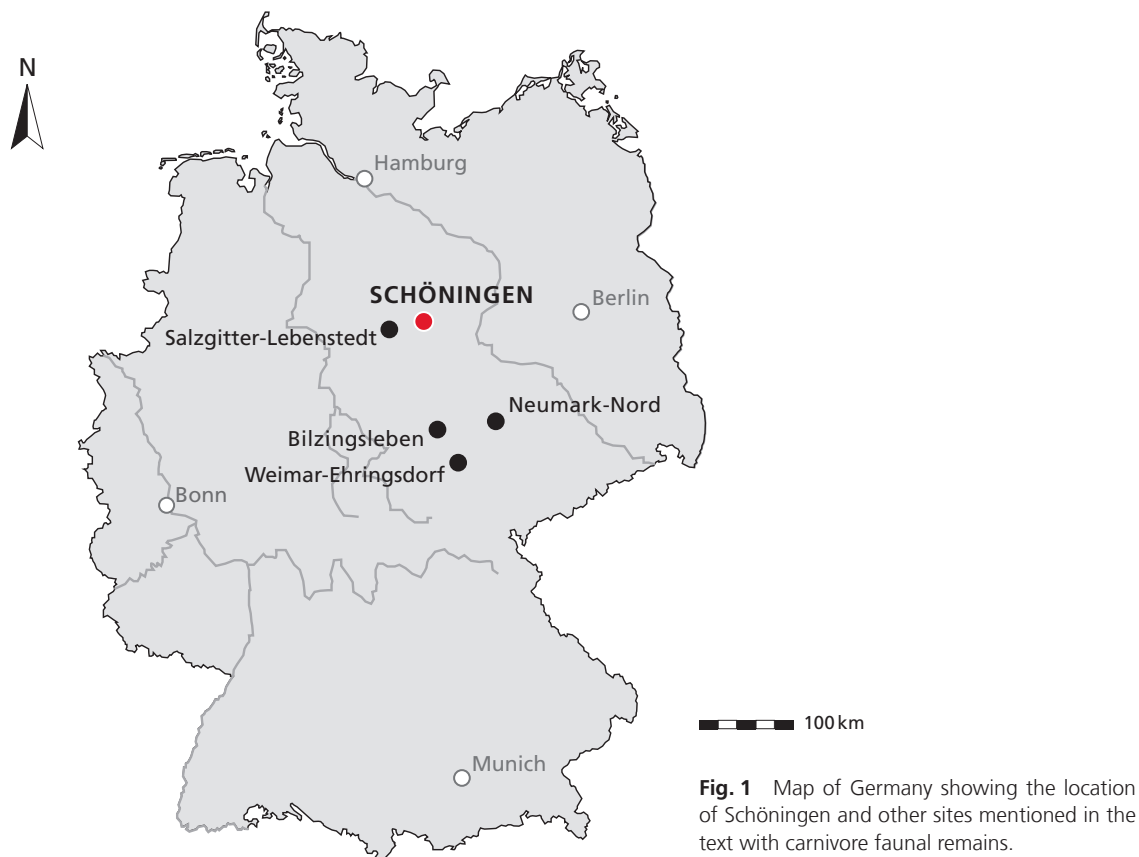 N
Hamburg
SCHÖNINGEN
Berlin
Salzgitter-Lebenstedt
Neumark-Nord
Bilzingsleben
Weimar-Ehringsdorf
Bonn
100 km
Munich
Fig. 1 Map of Germany showing the location
of Schöningen and other sites mentioned in the
text with carnivore faunal remains.